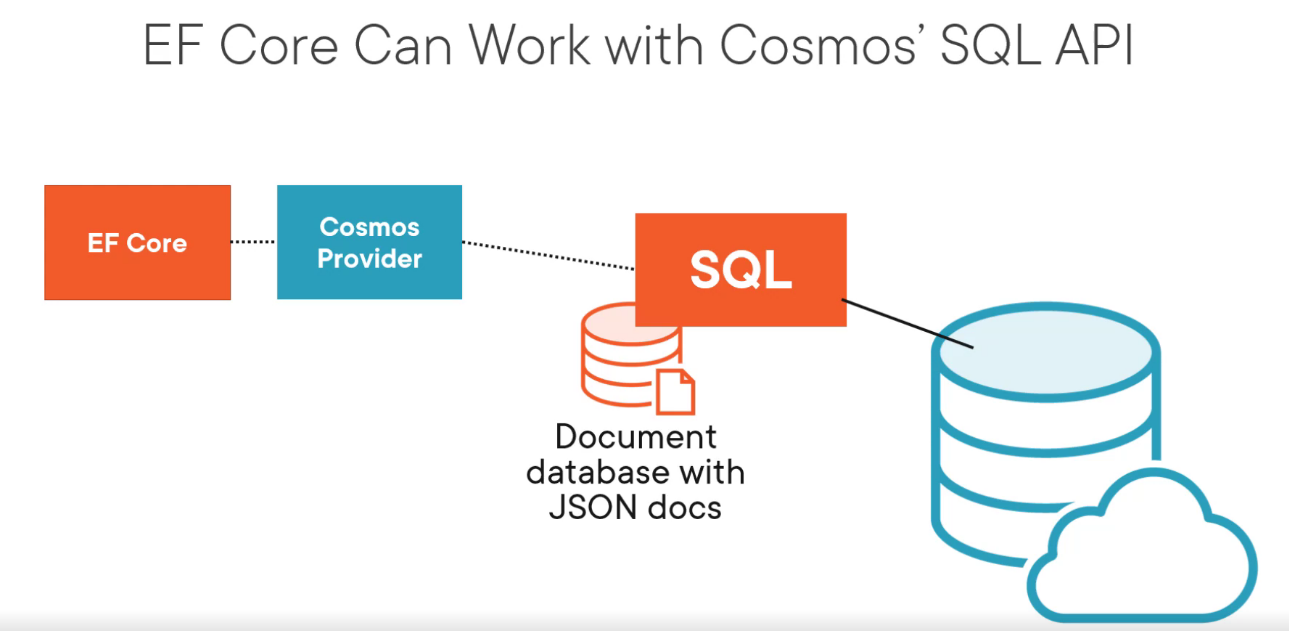 EF Core Can Work with Cosmos’ SQL API
EF Core
Cosmos
Provider
SQL
Document
database with
JSON docs